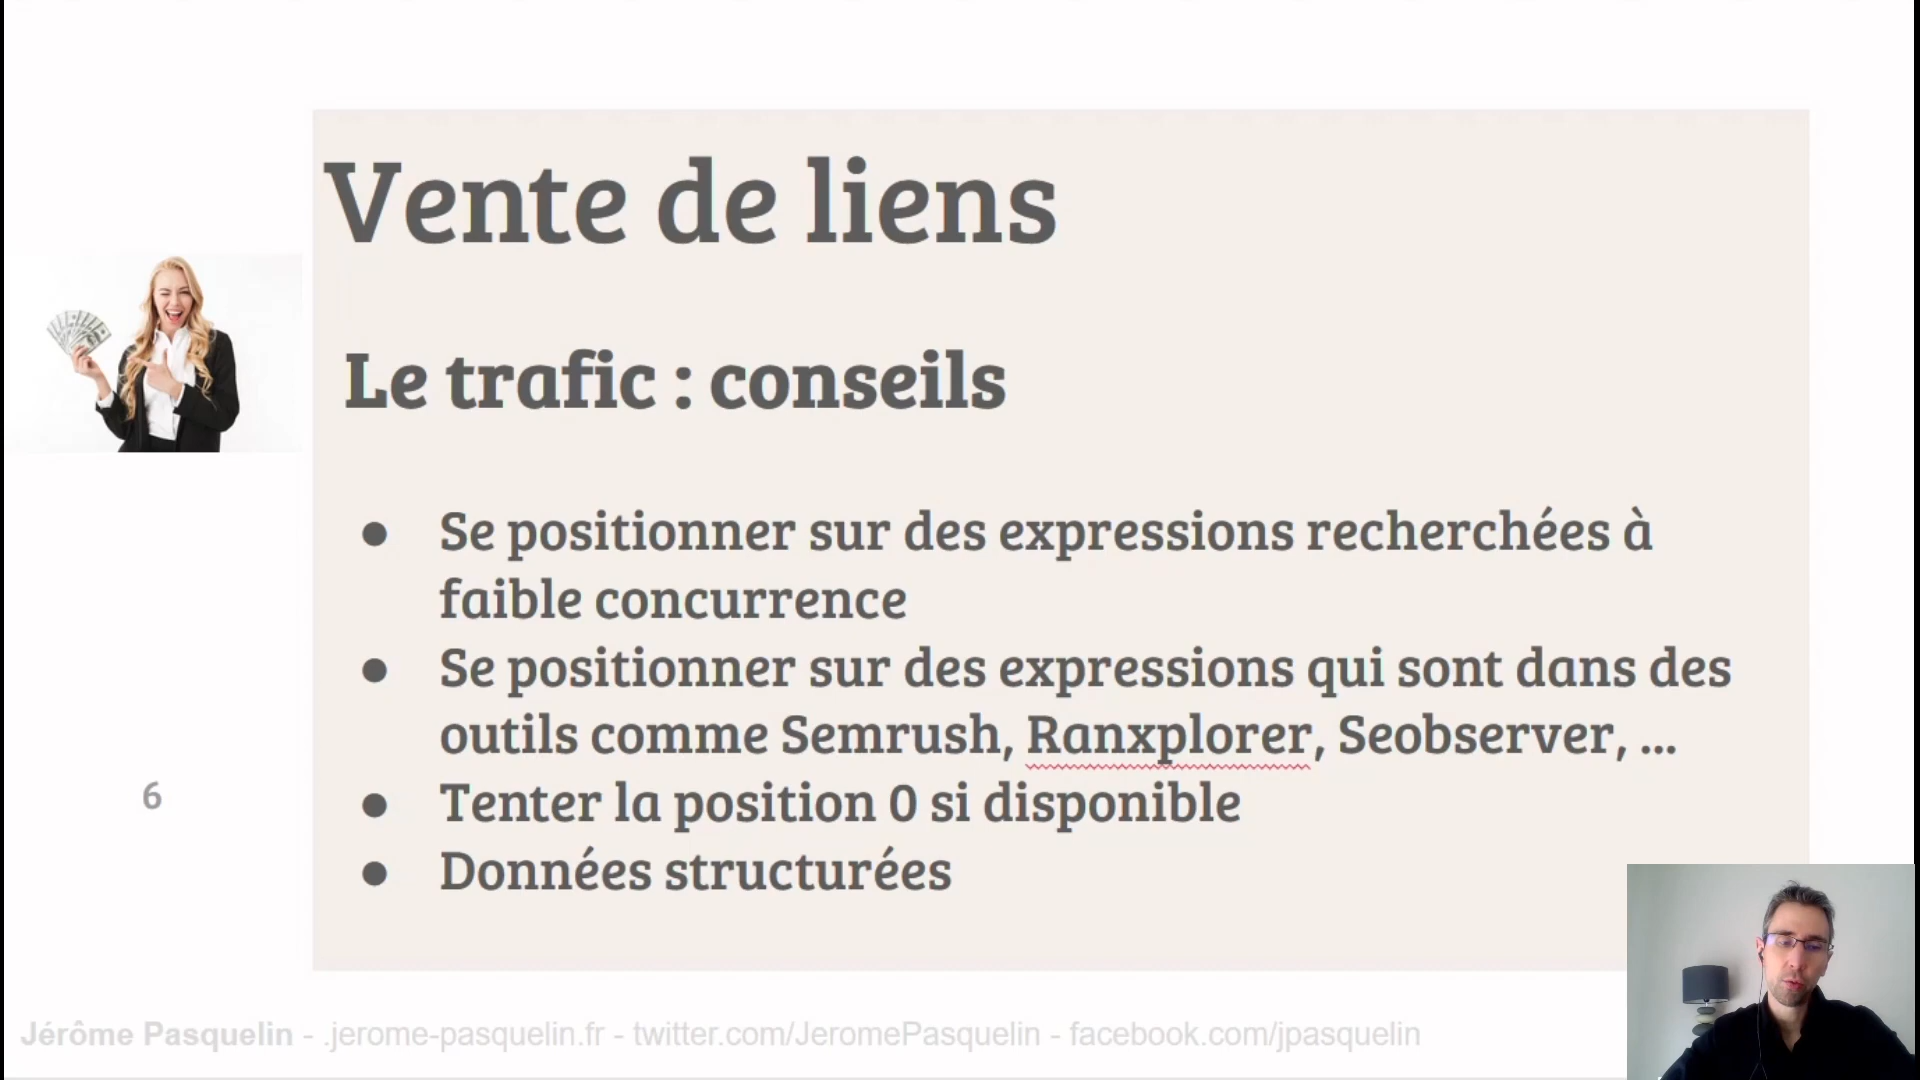 Vente de liens
Le trafic : conseils
● Se positionner sur des expressions recherchées à
faible concurrence
● Se positionner sur des expressions qui sont dans des
outils comme Semrush, Ranxplorer, Seobserver, ...
● Tenter la position 0 si disponible
● Données structurées
6
Jérôme Pasquelin - .jerome-pasquelin.fr - twitter.com/JeromePasquelin - facebook.com/jpasquelin